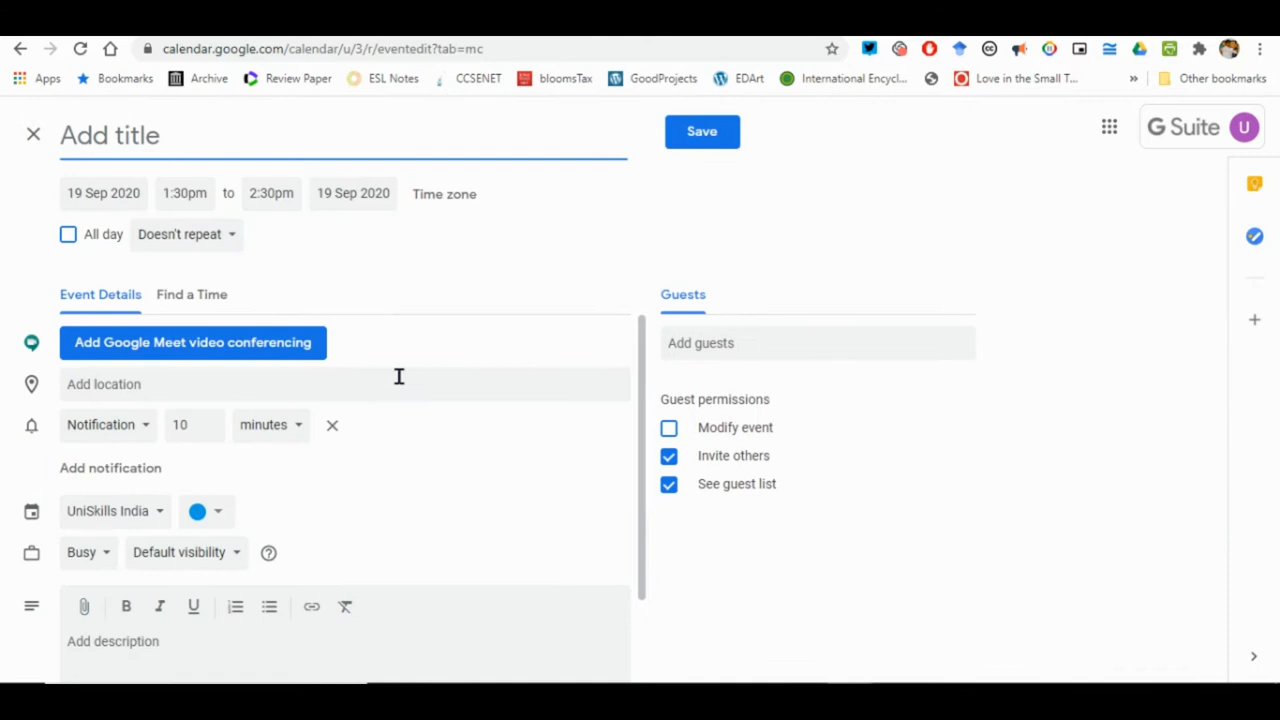 calendar.google.com/calendar/u/3/r/eventedit?tab=mc
Apps Bookmarks Archive Review Paper ESL Notes CCSENET bloomsTax GoodProjects EDArt International Encycl... Love in the Small T... » Other bookmarks
Add title
Save
G Suite U
19 Sep 2020 1:30pm to 2:30pm 19 Sep 2020 Time zone
All day Doesn't repeat
Event Details Find a Time
Guests
Add Google Meet video conferencing
Add guests
Add location
Guest permissions
Notification 10 minutes
Modify event
Invite others
Add notification
See guest list
UniSkills India
Busy Default visibility ?
B I U
Add description